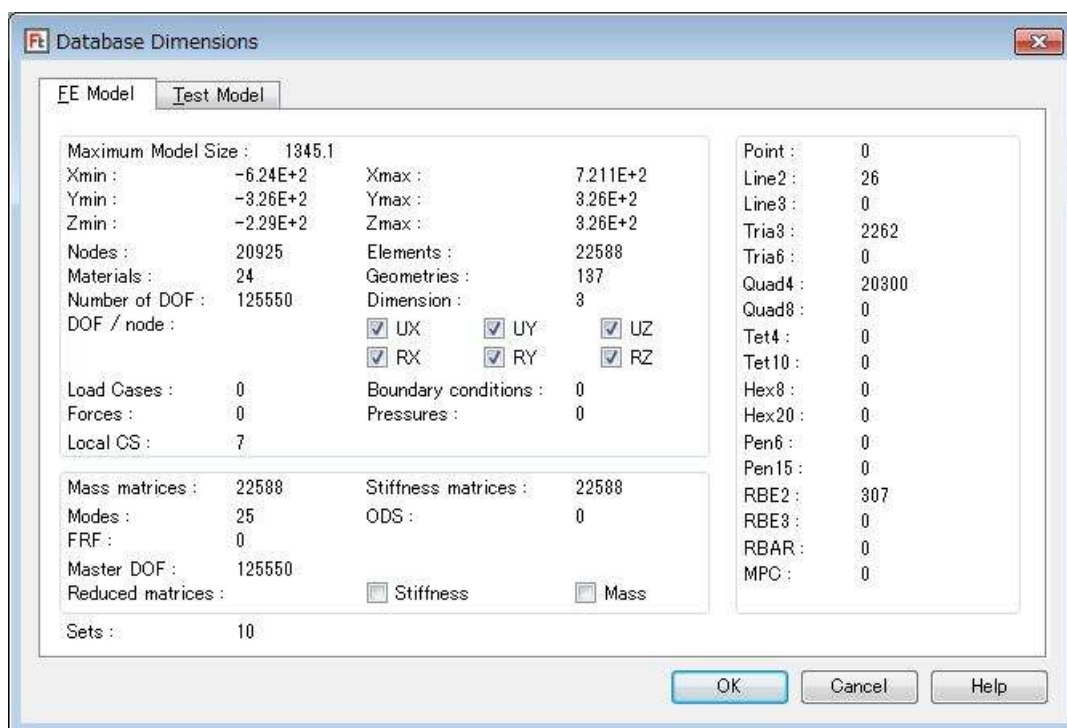 Ft Database Dimensions
FE Model Test Model
Maximum Model Size : 1345.1
Xmin : -6.24E+2 Xmax : 7.211E+2
Ymin : -3.26E+2 Ymax : 3.26E+2
Zmin : -2.29E+2 Zmax : 3.26E+2
Nodes : 20925 Elements : 22588
Materials : 24 Geometries : 137
Number of DOF : 125550 Dimension : 3
DOF / node : UX UY UZ
RX RY RZ
Load Cases : 0 Boundary conditions : 0
Forces : 0 Pressures : 0
Local CS : 7
Mass matrices : 22588 Stiffness matrices : 22588
Modes : 25 ODS : 0
FRF : 0
Master DOF : 125550
Reduced matrices : Stiffness Mass
Sets : 10
Point : 0
Line2 : 26
Line3 : 0
Tria3 : 2262
Tria6 : 0
Quad4 : 20300
Quad8 : 0
Tet4 : 0
Tet10 : 0
Hex8 : 0
Hex20 : 0
Pen6 : 0
Pen15 : 0
RBE2 : 307
RBE3 : 0
RBAR : 0
MPC : 0
OK Cancel Help